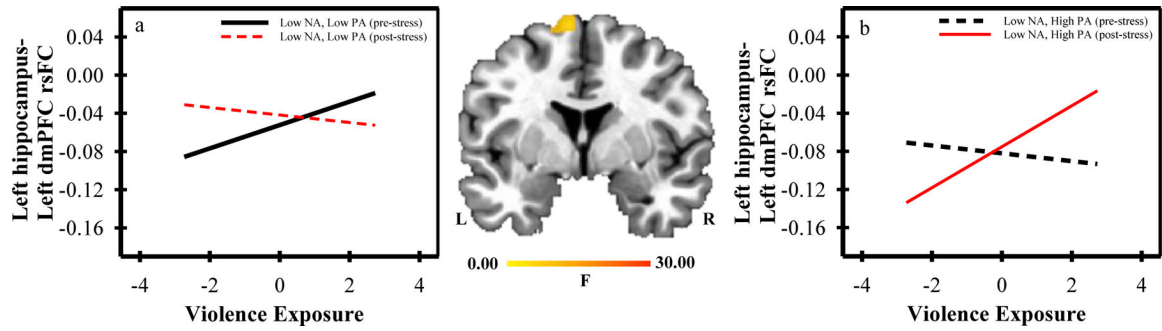 a
Low NA, Low PA (pre-stress)
Low NA, Low PA (post-stress)
0.04
0.00
-0.04
-0.08
-0.12
-0.16
Left hippocampus-
Left dmPFC rsFC
-4 -2 0 2 4
Violence Exposure
L
R
0.00 30.00
F
b
Low NA, High PA (pre-stress)
Low NA, High PA (post-stress)
0.04
0.00
-0.04
-0.08
-0.12
-0.16
Left hippocampus-
Left dmPFC rsFC
-4 -2 0 2 4
Violence Exposure